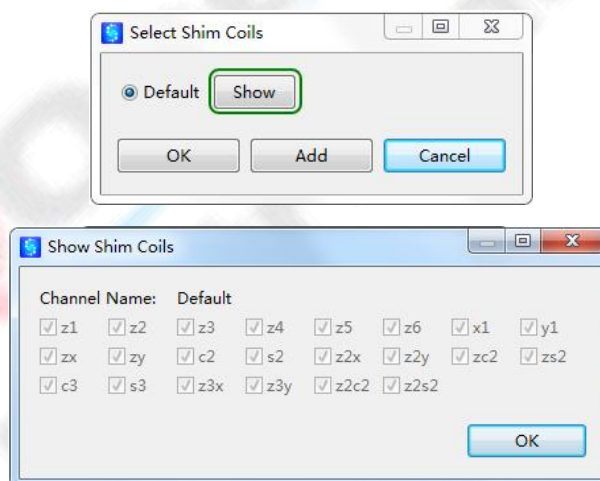 Select Shim Coils
Default Show
OK Add Cancel
Show Shim Coils
Channel Name: Default
z1 z2 z3 z4 z5 z6 x1 y1
zx zy c2 s2 z2x z2y zc2 zs2
c3 s3 z3x z3y z2c2 z2s2
OK